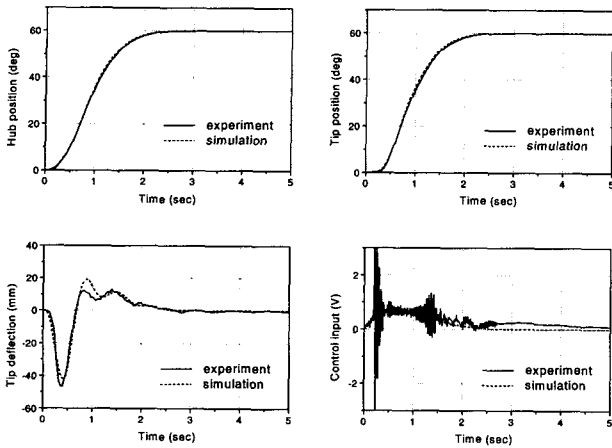 Hub position (deg)
60
40
20
0
experiment
simulation
0 1 2 3 4 5
Time (sec)
Tip position (deg)
60
40
20
0
experiment
simulation
0 1 2 3 4 5
Time (sec)
Tip deflection (mm)
40
20
0
-20
-40
-60
experiment
simulation
0 1 2 3 4 5
Time (sec)
Control input (V)
2
0
-2
experiment
simulation
0 1 2 3 4 5
Time (sec)